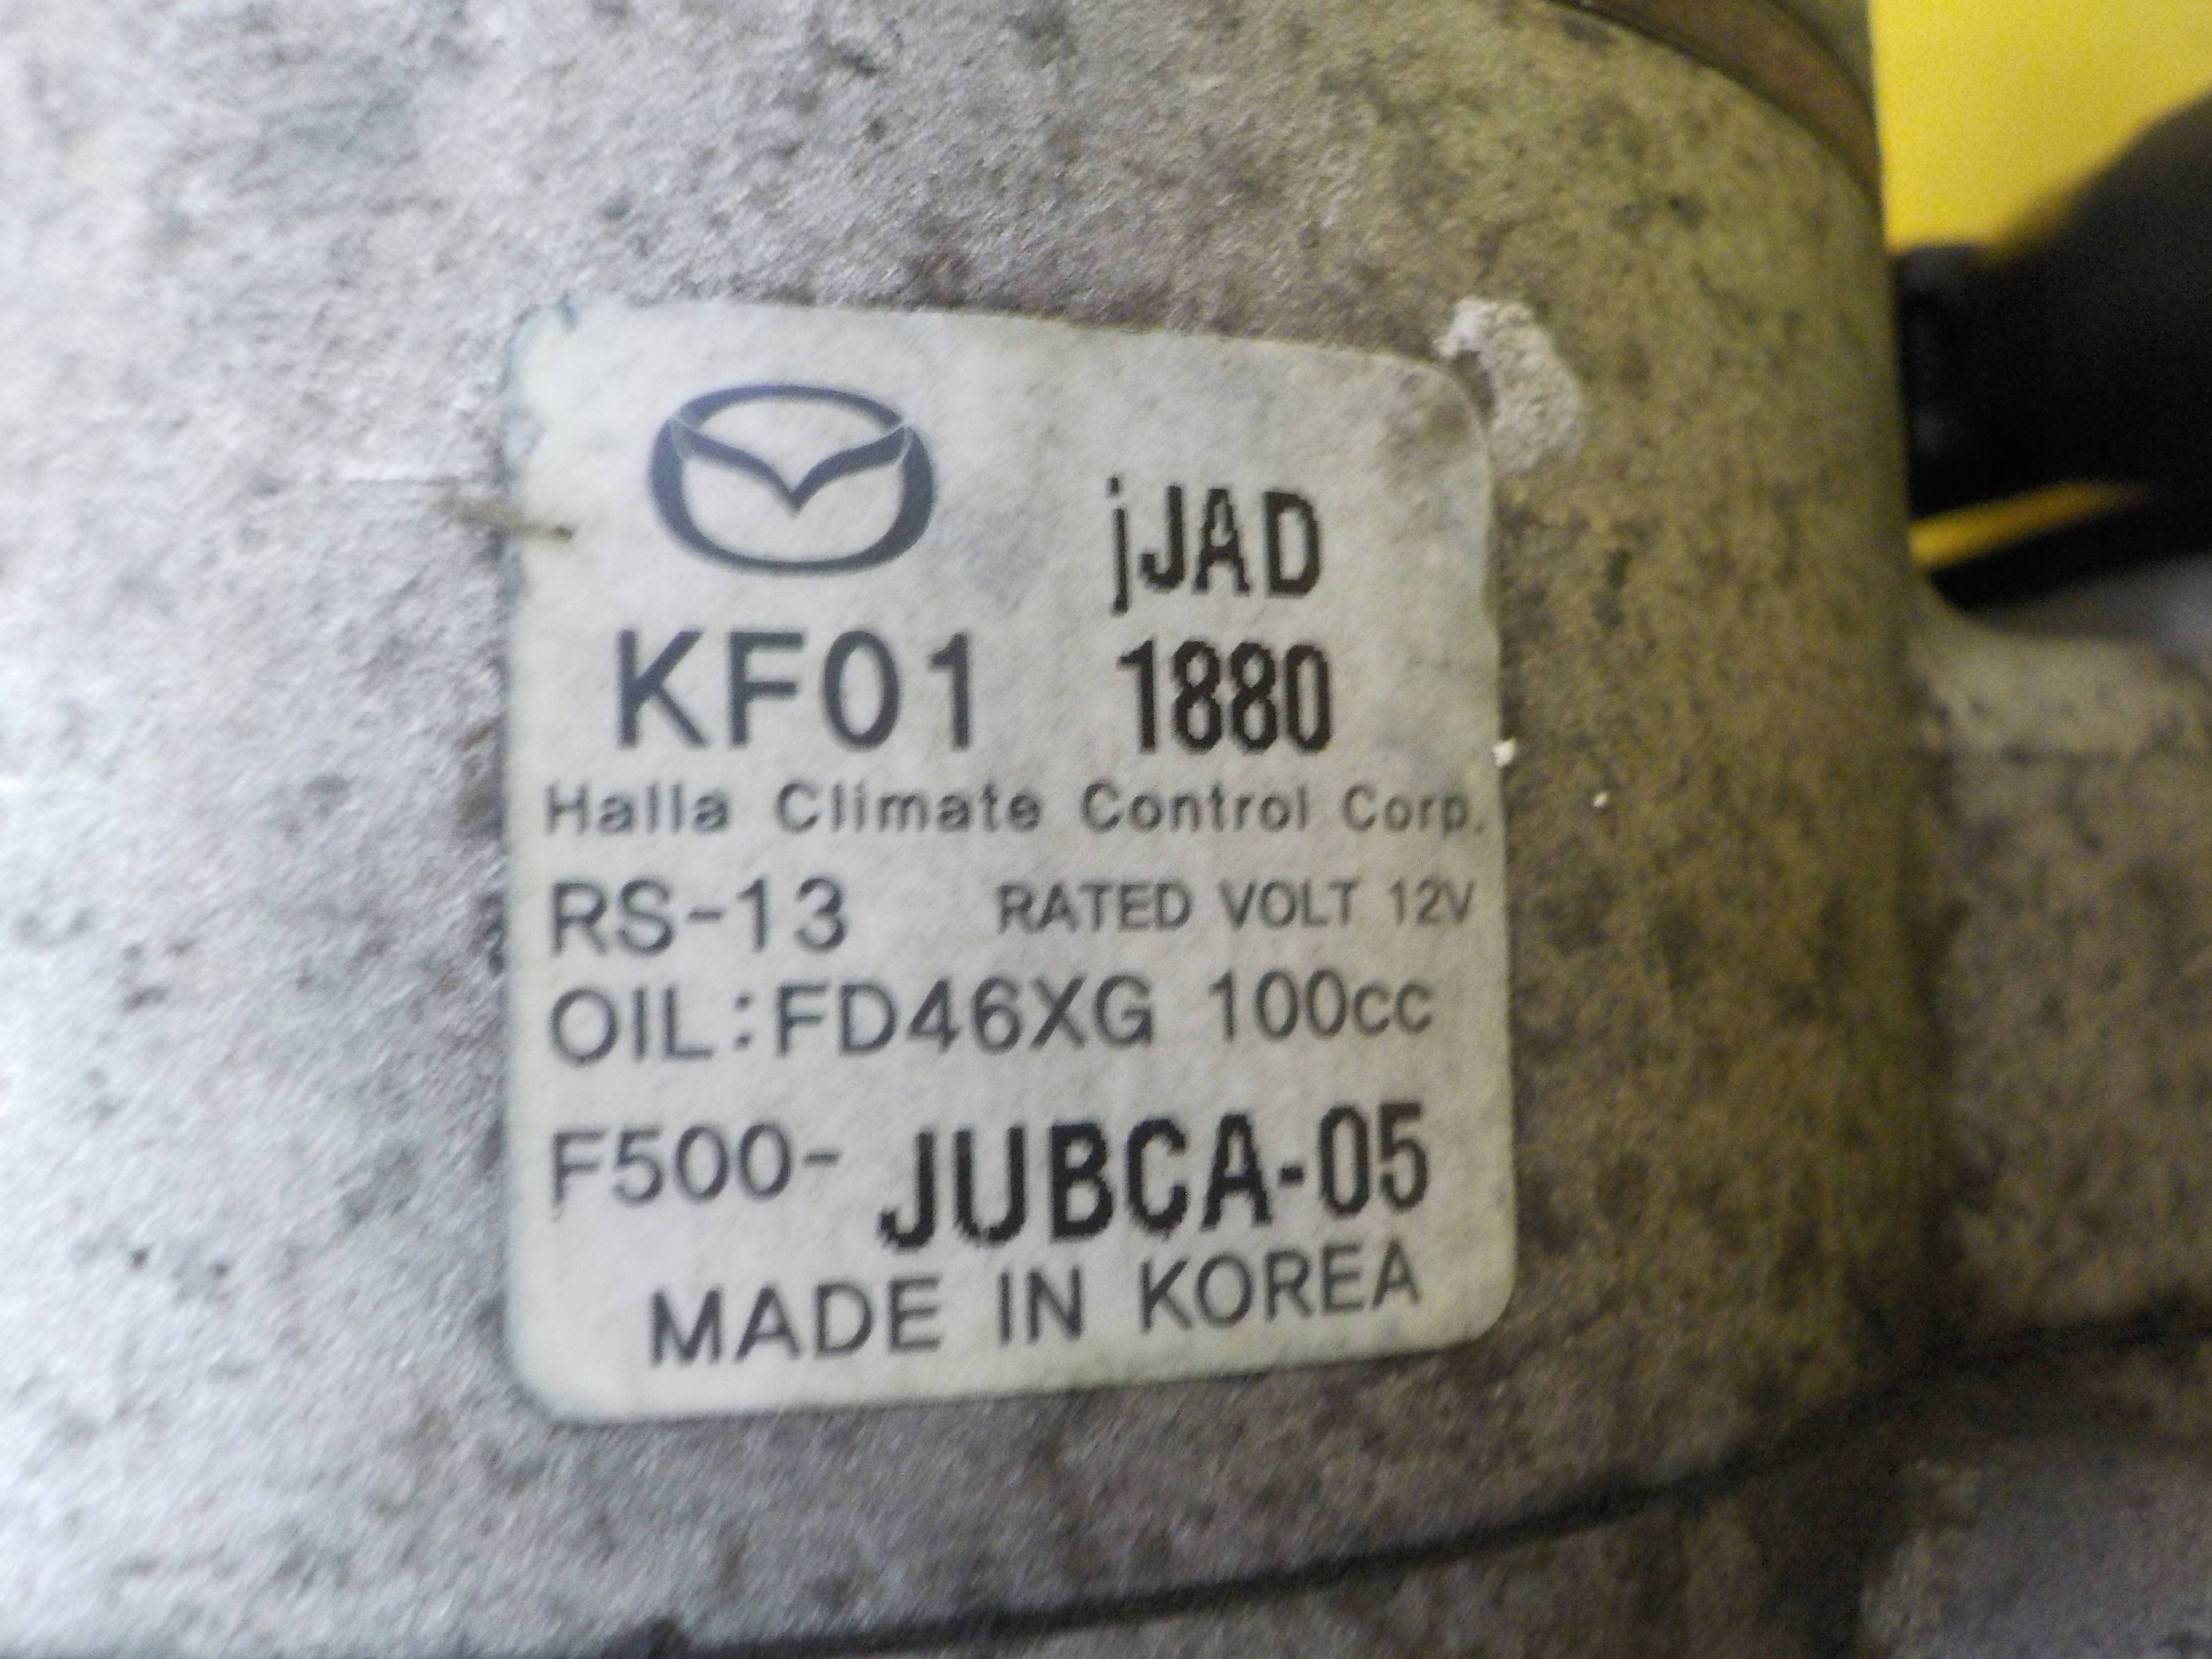 jJAD
KF01 1880
Halla Climate Control Corp.
RS-13 RATED VOLT 12V
OIL:FD46XG 100cc
F500-JUBCA-05
MADE IN KOREA